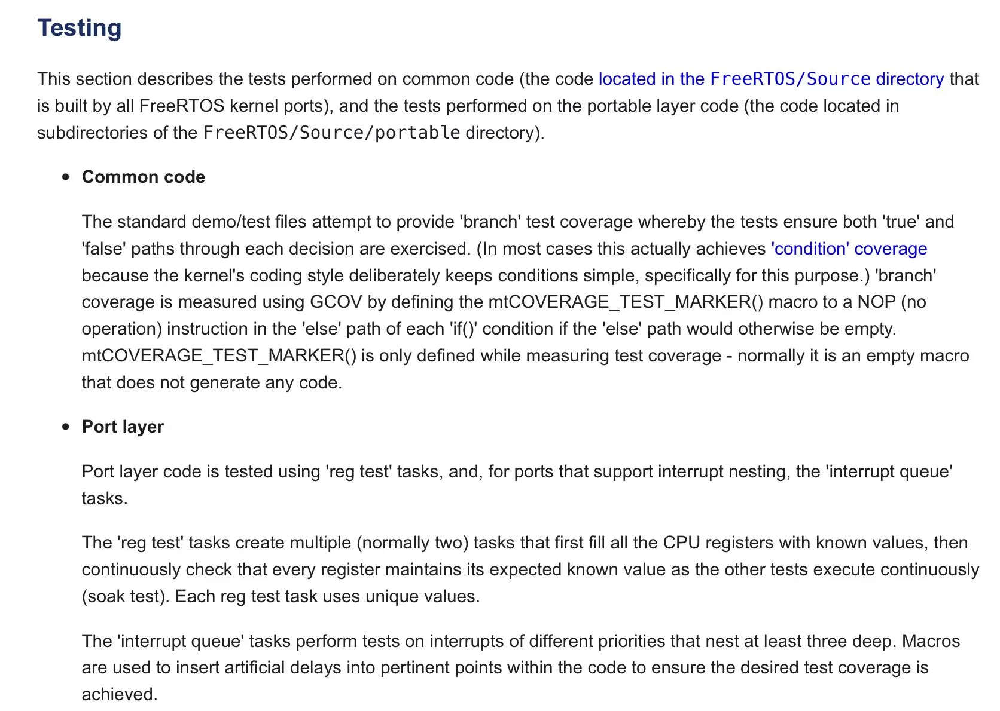 Testing
This section describes the tests performed on common code (the code located in the FreeRTOS/Source directory that
is built by all FreeRTOS kernel ports), and the tests performed on the portable layer code (the code located in
subdirectories of the FreeRTOS/Source/portable directory).
• Common code
The standard demo/test files attempt to provide 'branch' test coverage whereby the tests ensure both 'true' and
'false' paths through each decision are exercised. (In most cases this actually achieves 'condition' coverage
because the kernel's coding style deliberately keeps conditions simple, specifically for this purpose.) 'branch'
coverage is measured using GCOV by defining the mtCOVERAGE_TEST_MARKER() macro to a NOP (no
operation) instruction in the 'else' path of each 'if()' condition if the 'else' path would otherwise be empty.
mtCOVERAGE_TEST_MARKER() is only defined while measuring test coverage - normally it is an empty macro
that does not generate any code.
• Port layer
Port layer code is tested using 'reg test' tasks, and, for ports that support interrupt nesting, the 'interrupt queue'
tasks.
The 'reg test' tasks create multiple (normally two) tasks that first fill all the CPU registers with known values, then
continuously check that every register maintains its expected known value as the other tests execute continuously
(soak test). Each reg test task uses unique values.
The 'interrupt queue' tasks perform tests on interrupts of different priorities that nest at least three deep. Macros
are used to insert artificial delays into pertinent points within the code to ensure the desired test coverage is
achieved.